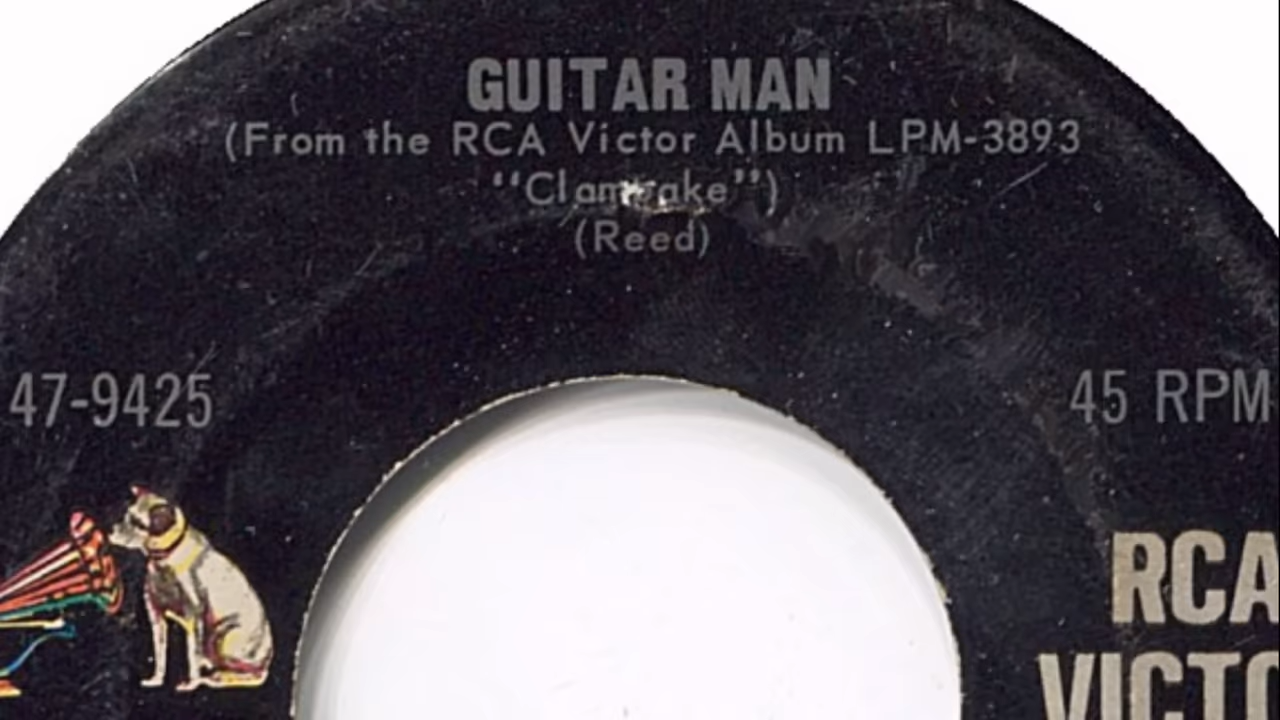 GUITAR MAN
(From the RCA Victor Album LPM-3893
"Clambake")
(Reed)
47-9425
45 RPM
RCA
VICTO